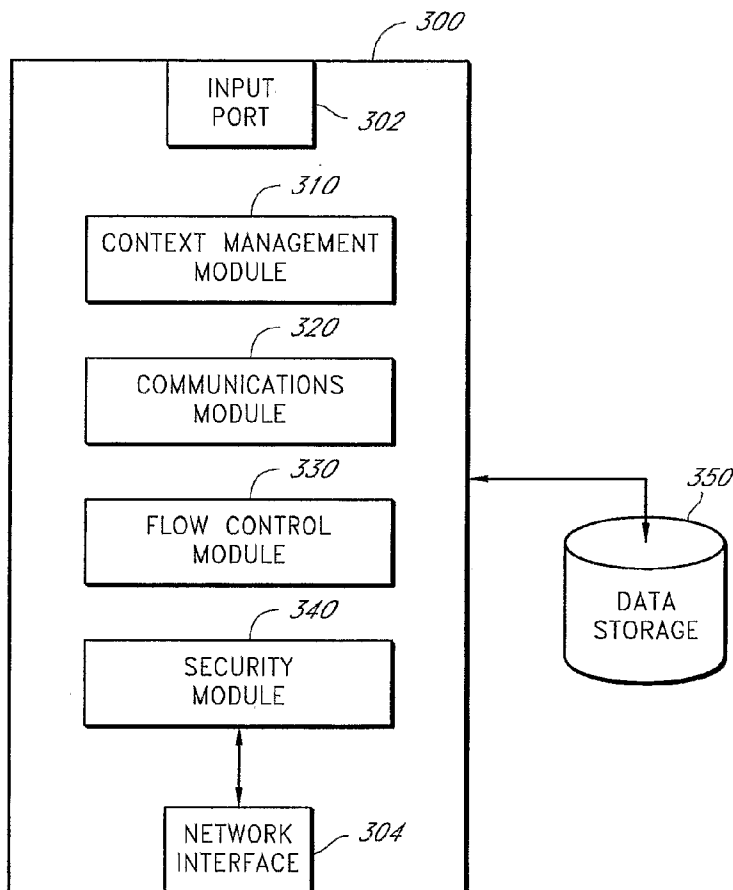 300
INPUT
PORT
302
310
CONTEXT MANAGEMENT
MODULE
320
COMMUNICATIONS
MODULE
330
FLOW CONTROL
MODULE
350
DATA
STORAGE
340
SECURITY
MODULE
NETWORK
INTERFACE
304